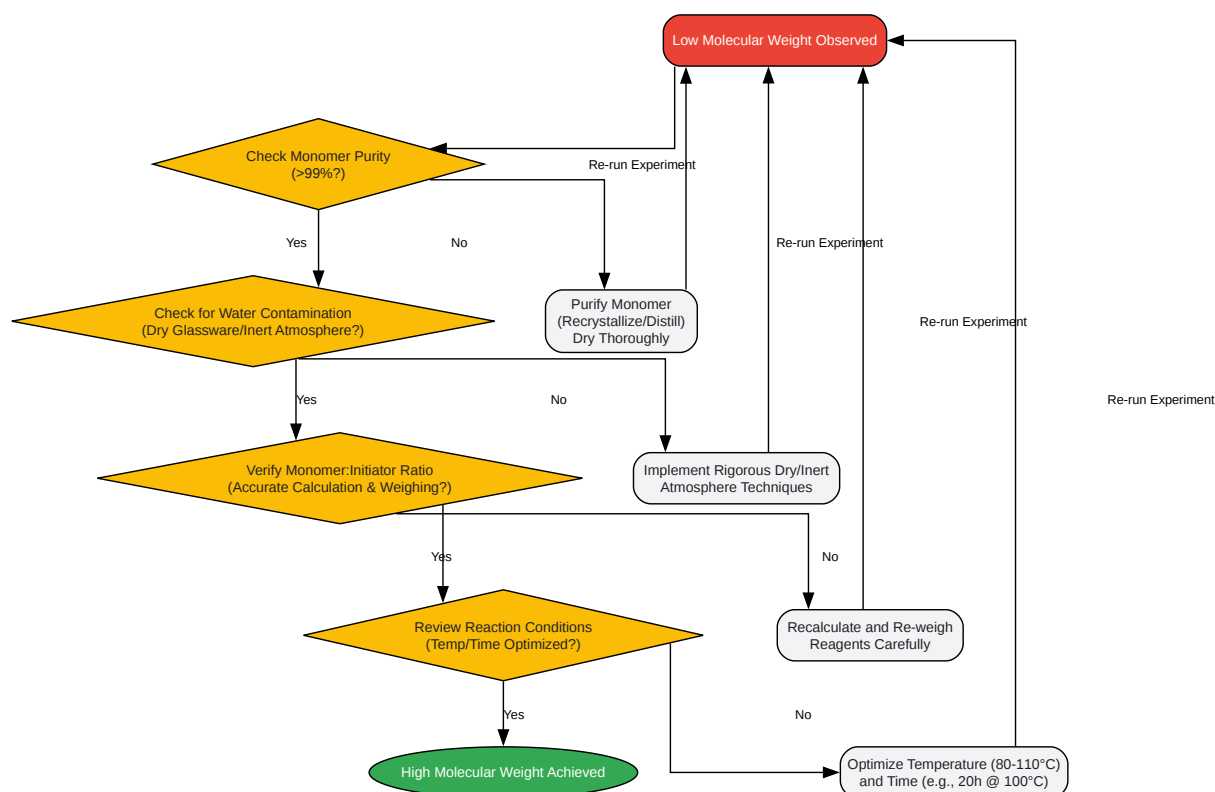 Low Molecular Weight Observed
Check Monomer Purity
(>99%?)
Re-run Experiment
Yes
No
Re-run Experiment
Purify Monomer
(Recrystallize/Distill)
Dry Thoroughly
Check for Water Contamination
(Dry Glassware/Inert Atmosphere?)
Re-run Experiment
Yes
No
Re-run Experiment
Verify Monomer:Initiator Ratio
(Accurate Calculation & Weighing?)
Implement Rigorous Dry/Inert
Atmosphere Techniques
Yes
No
Review Reaction Conditions
(Temp/Time Optimized?)
Recalculate and Re-weigh
Reagents Carefully
Yes
No
High Molecular Weight Achieved
Optimize Temperature (80-110°C)
and Time (e.g., 20h @ 100°C)